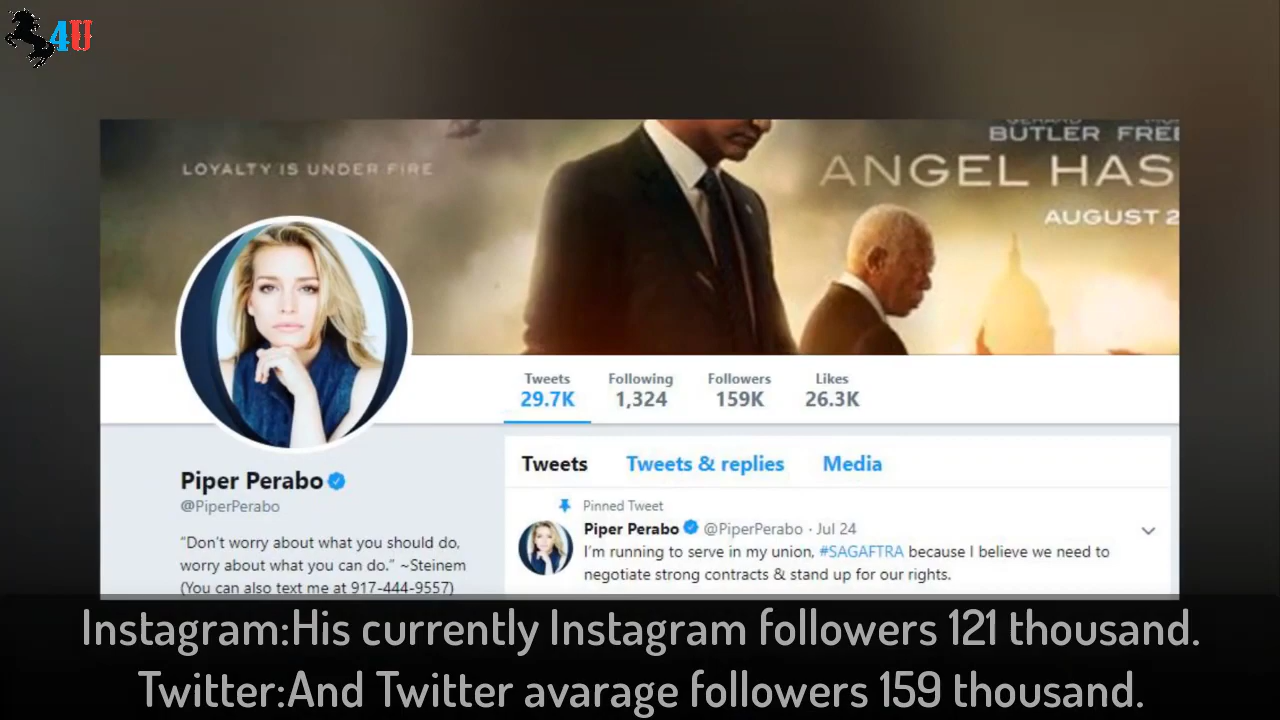 4U
BUTLER FREE
LOYALTY IS UNDER FIRE
ANGEL HAS
AUGUST 2
Tweets Following Followers Likes
29.7K 1,324 159K 26.3K
Tweets Tweets & replies Media
Piper Perabo
@PiperPerabo
Pinned Tweet
Piper Perabo @PiperPerabo · Jul 24
I'm running to serve in my union, #SAGAFTRA because I believe we need to
negotiate strong contracts & stand up for our rights.
“Don't worry about what you should do,
worry about what you can do.” ~Steinem
(You can also text me at 917-444-9557)
Instagram:His currently Instagram followers 121 thousand.
Twitter:And Twitter avarage followers 159 thousand.